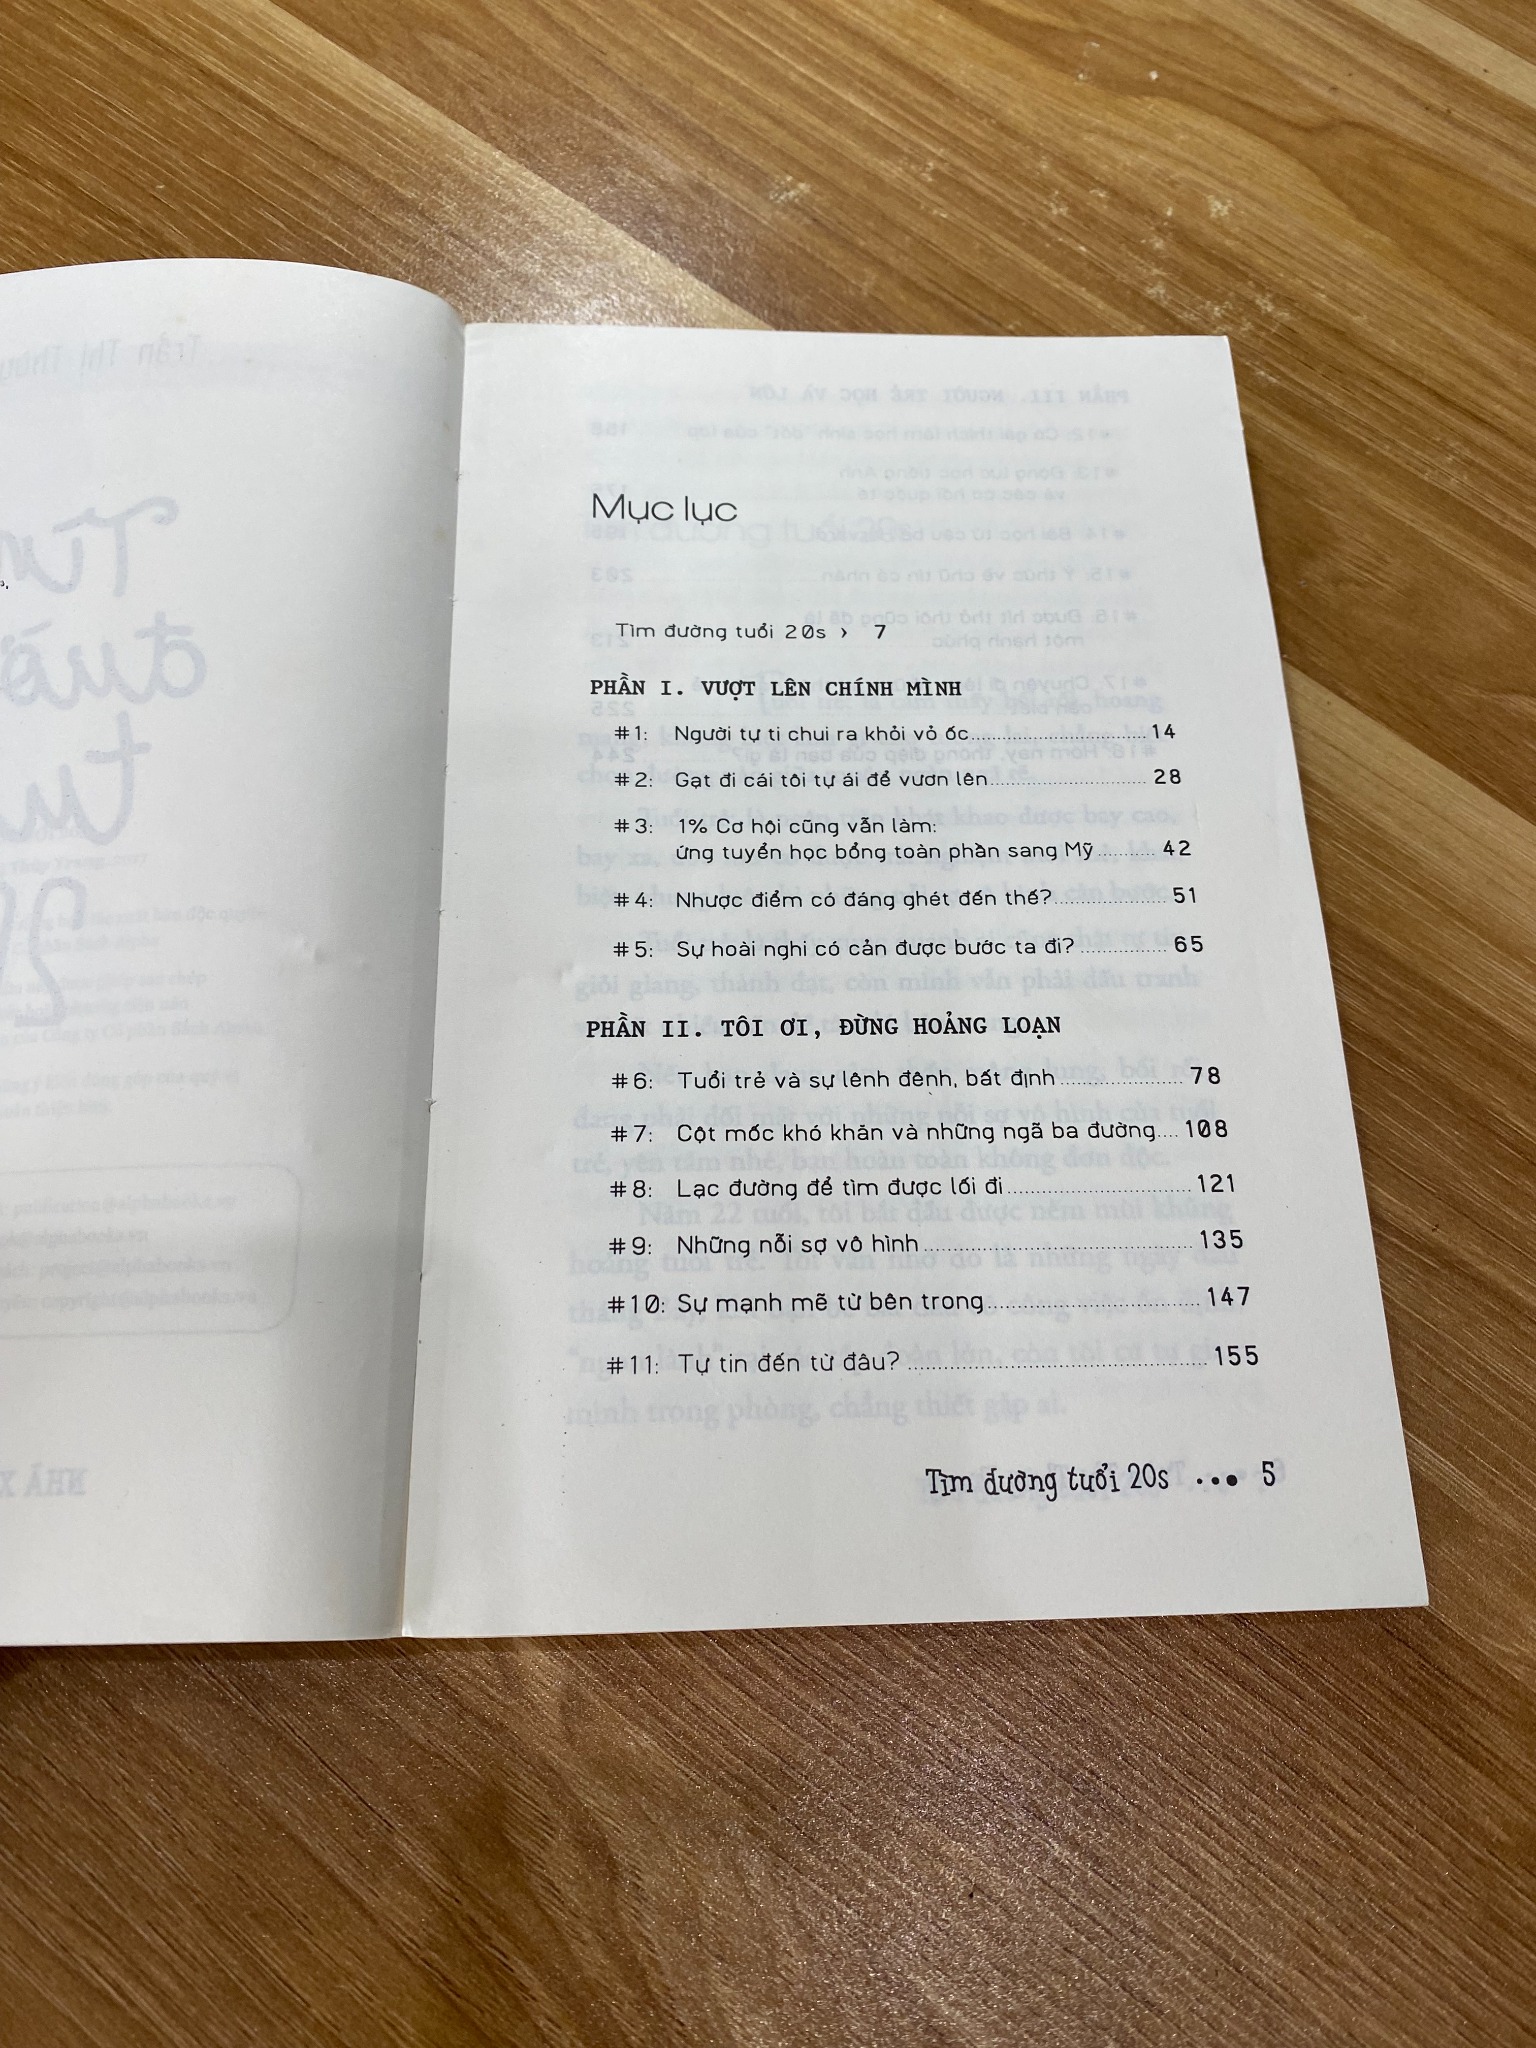 Mục lục
Tìm đường tuổi 20s › 7
PHẦN I. VƯỢT LÊN CHÍNH MÌNH
#1: Người tự ti chui ra khỏi vỏ ốc 14
#2: Gạt đi cái tôi tự ái để vươn lên 28
#3: 1% Cơ hội cũng vẫn làm:
ứng tuyển học bổng toàn phần sang Mỹ 42
#4: Nhược điểm có đáng ghét đến thế? 51
#5: Sự hoài nghi có cản được bước ta đi? 65
PHẦN II. TÔI ƠI, ĐỪNG HOẢNG LOẠN
#6: Tuổi trẻ và sự lênh đênh, bất định 78
#7: Cột mốc khó khăn và những ngã ba đường 108
#8: Lạc đường để tìm được lối đi 121
#9: Những nỗi sợ vô hình 135
#10: Sự mạnh mẽ từ bên trong 147
#11: Tự tin đến từ đâu? 155
Tìm đường tuổi 20s ••• 5